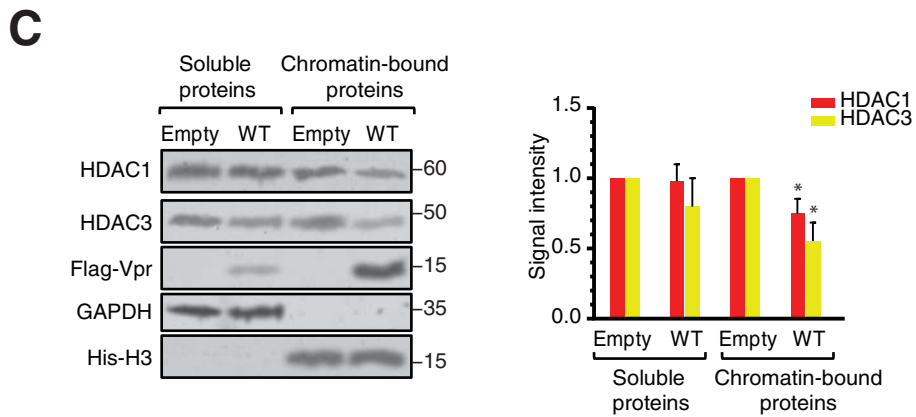 C
Soluble proteins
Chromatin-bound proteins
Empty WT Empty WT
HDAC1
60
HDAC3
50
Flag-Vpr
15
GAPDH
35
His-H3
15
HDAC1
HDAC3
Signal intensity
1.5
1.0
0.5
0.0
* *
Empty WT Empty WT
Soluble proteins
Chromatin-bound proteins